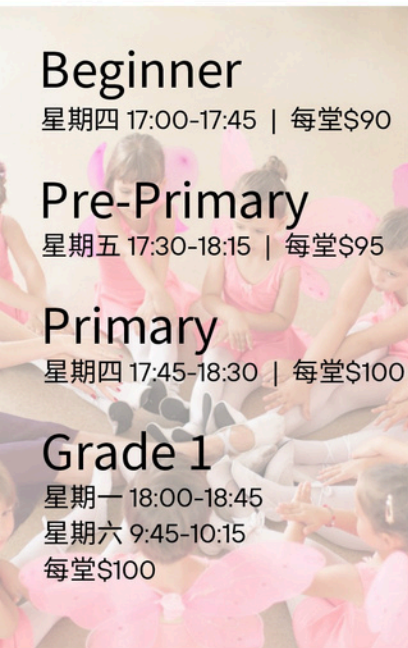 Beginner
星期四 17:00-17:45 | 每堂$90
Pre-Primary
星期五 17:30-18:15 | 每堂$95
Primary
星期四 17:45-18:30 | 每堂$100
Grade 1
星期一 18:00-18:45
星期六 9:45-10:15
每堂$100